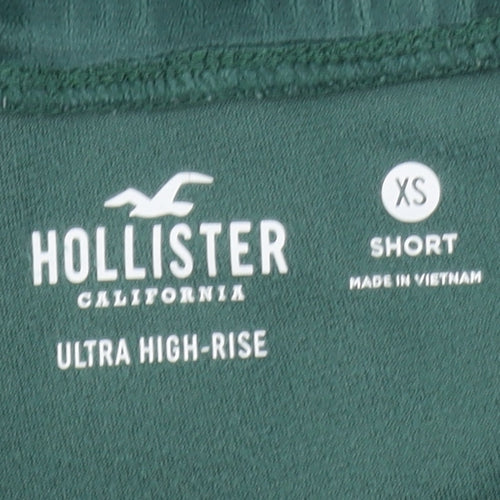 HOLLISTER
CALIFORNIA
ULTRA HIGH-RISE
XS
SHORT
MADE IN VIETNAM